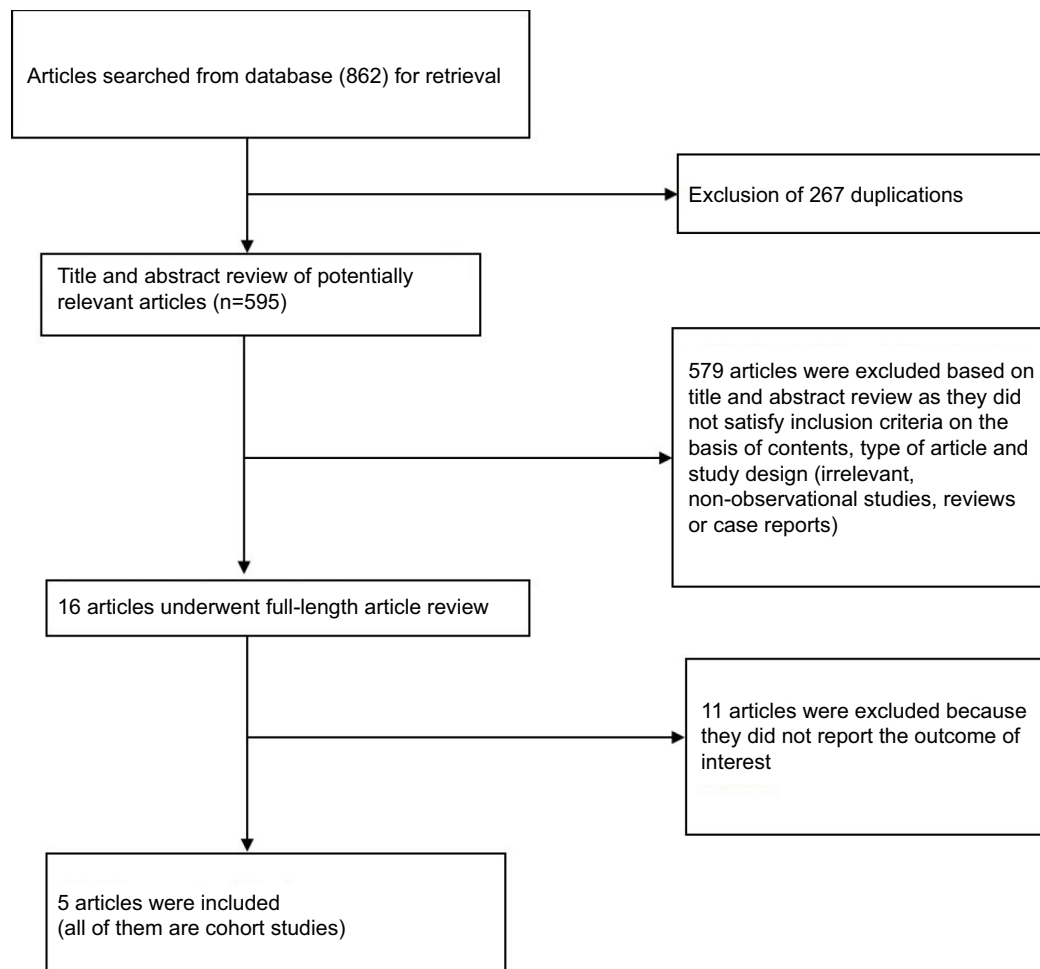 Articles searched from database (862) for retrieval
Exclusion of 267 duplications
Title and abstract review of potentially
relevant articles (n=595)
579 articles were excluded based on
title and abstract review as they did
not satisfy inclusion criteria on the
basis of contents, type of article and
study design (irrelevant,
non-observational studies, reviews
or case reports)
16 articles underwent full-length article review
11 articles were excluded because
they did not report the outcome of
interest
5 articles were included
(all of them are cohort studies)